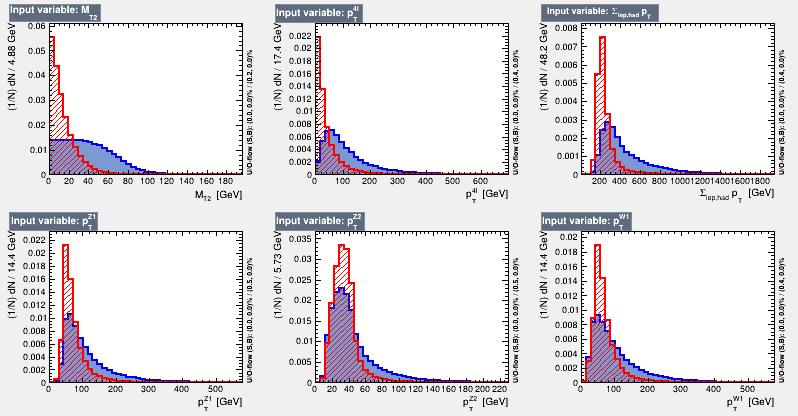 Input variable: M_T2
(1/N) dN / 4.88 GeV
0.06
0.05
0.04
0.03
0.02
0.01
0
0 20 40 60 80 100 120 140 160 180
M_T2 [GeV]
U/O-flow (S,B): (0.0, 0.0)% / (0.2, 0.0)%
Input variable: p_T^4l
(1/N) dN / 17.4 GeV
0.022
0.02
0.018
0.016
0.014
0.012
0.01
0.008
0.006
0.004
0.002
0
0 100 200 300 400 500 600
p_T^4l [GeV]
U/O-flow (S,B): (0.0, 0.0)% / (0.4, 0.0)%
Input variable: Σ_lep,had p_T
(1/N) dN / 48.2 GeV
0.008
0.007
0.006
0.005
0.004
0.003
0.002
0.001
0
200 400 600 800 1000 1200 1400 1600 1800
Σ_lep,had p_T [GeV]
U/O-flow (S,B): (0.0, 0.0)% / (0.4, 0.0)%
Input variable: p_T^Z1
(1/N) dN / 14.4 GeV
0.022
0.02
0.018
0.016
0.014
0.012
0.01
0.008
0.006
0.004
0.002
0
0 100 200 300 400 500
p_T^Z1 [GeV]
U/O-flow (S,B): (0.0, 0.0)% / (0.5, 0.0)%
Input variable: p_T^Z2
(1/N) dN / 5.73 GeV
0.035
0.03
0.025
0.02
0.015
0.01
0.005
0
0 20 40 60 80 100 120 140 160 180 200 220
p_T^Z2 [GeV]
U/O-flow (S,B): (0.0, 0.0)% / (0.5, 0.0)%
Input variable: p_T^W1
(1/N) dN / 14.4 GeV
0.02
0.018
0.016
0.014
0.012
0.01
0.008
0.006
0.004
0.002
0
0 100 200 300 400 500
p_T^W1 [GeV]
U/O-flow (S,B): (0.0, 0.0)% / (0.4, 0.0)%